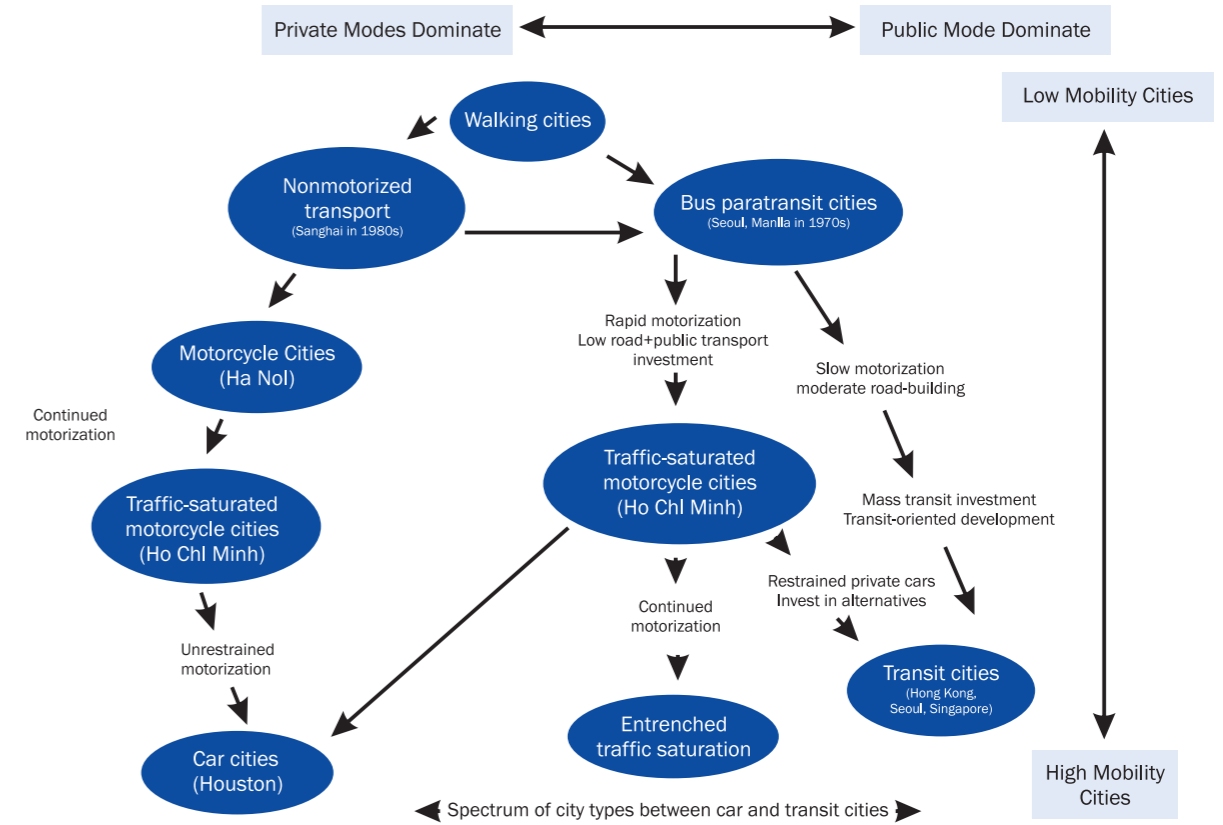 Private Modes Dominate
Public Mode Dominate
Low Mobility Cities
Walking cities
Nonmotorized
transport
(Sanghai in 1980s)
Bus paratransit cities
(Seoul, Manlla in 1970s)
Rapid motorization
Low road+public transport
investment
Motorcycle Cities
(Ha Nol)
Slow motorization
moderate road-building
Continued
motorization
Traffic-saturated
motorcycle cities
(Ho Chl Minh)
Traffic-saturated
motorcycle cities
(Ho Chl Minh)
Mass transit investment
Transit-oriented development
Restrained private cars
Invest in alternatives
Continued
motorization
Unrestrained
motorization
Transit cities
(Hong Kong,
Seoul, Singapore)
Entrenched
traffic saturation
Car cities
(Houston)
High Mobility
Cities
Spectrum of city types between car and transit cities